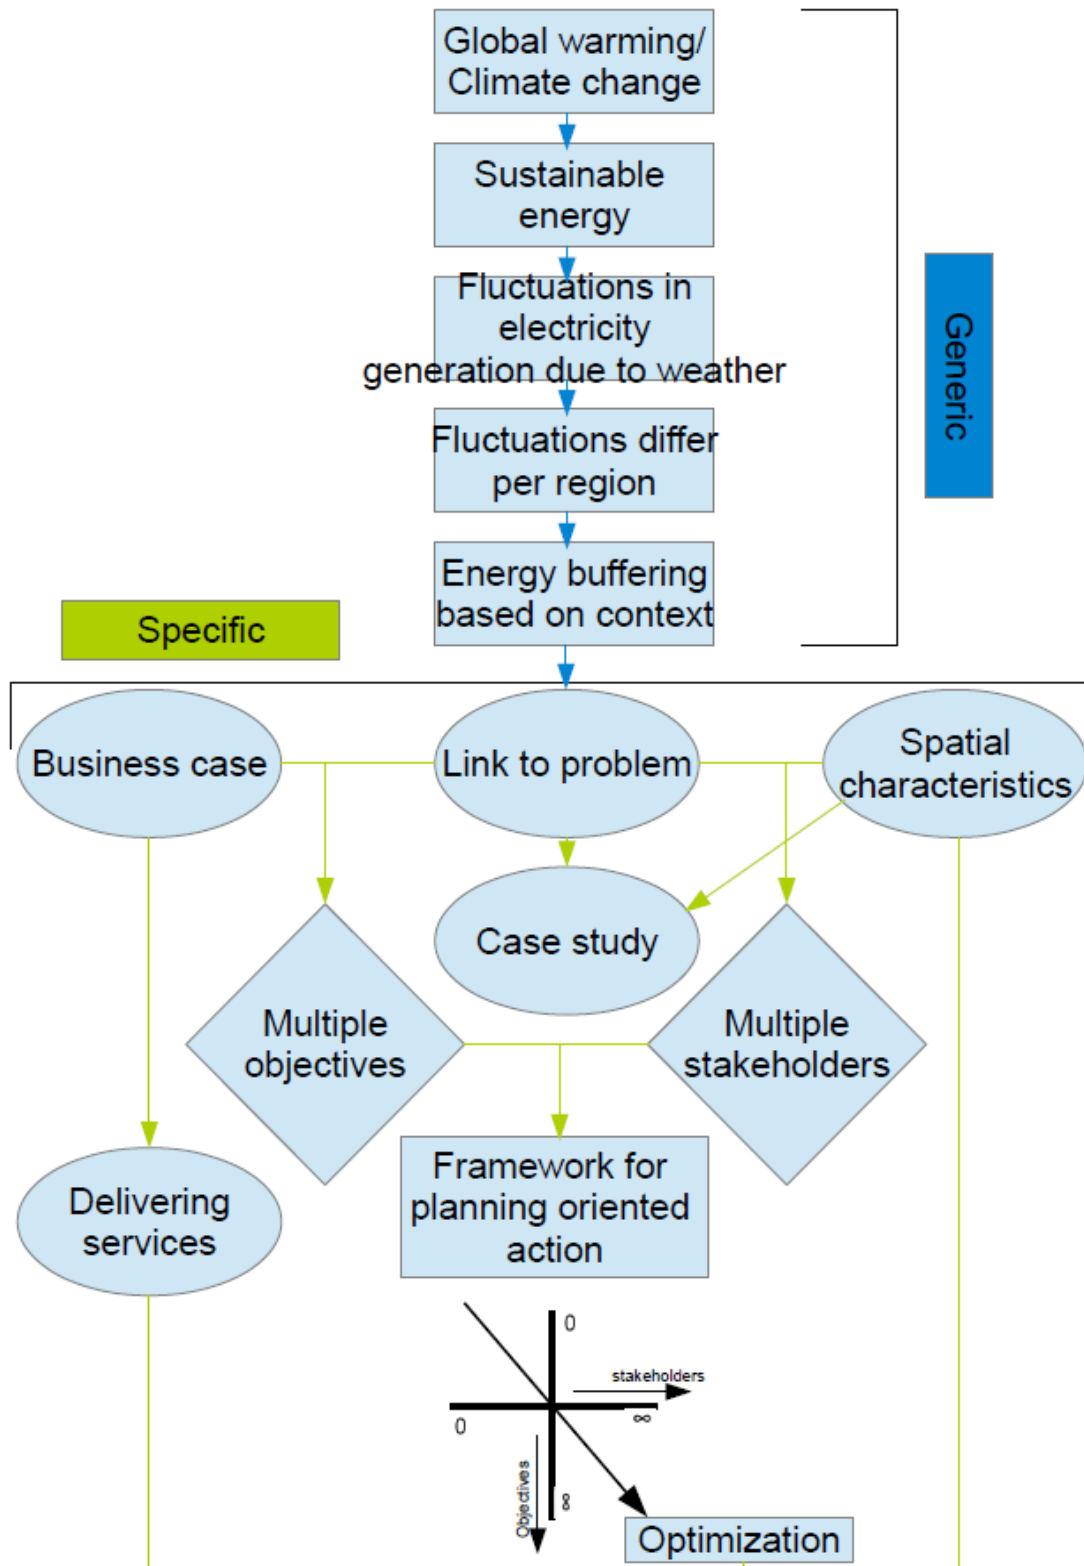 Global warming/
Climate change
Sustainable
energy
Fluctuations in
electricity
generation due to weather
Generic
Fluctuations differ
per region
Energy buffering
based on context
Specific
Business case
Link to problem
Spatial
characteristics
Case study
Multiple
objectives
Multiple
stakeholders
Delivering
services
Framework for
planning oriented
action
0
stakeholders
0
∞
Objectives
∞
Optimization